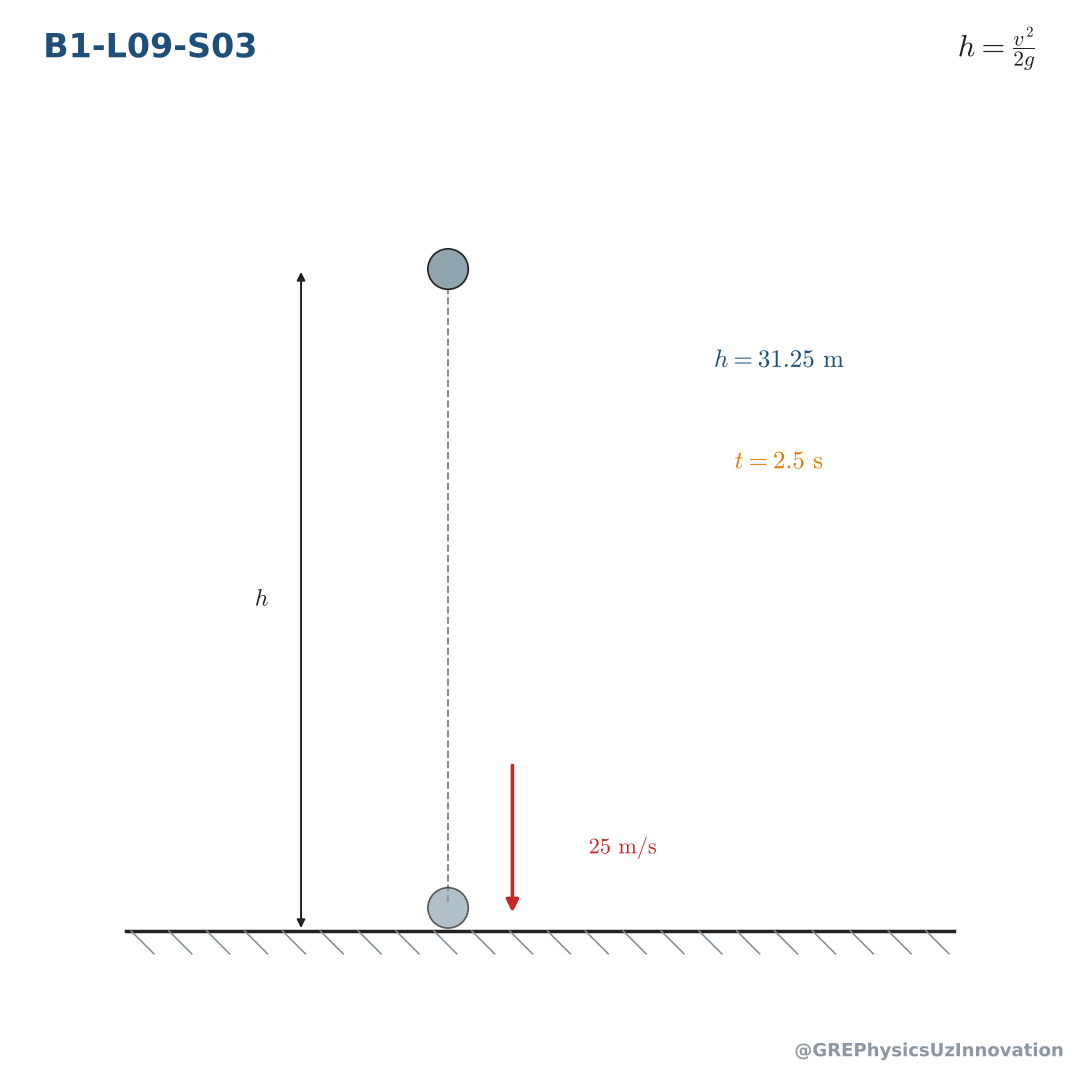 B1-L09-S03
h = v²/2g
h = 31.25 m
t = 2.5 s
h
25 m/s
@GREPhysicsUzInnovation